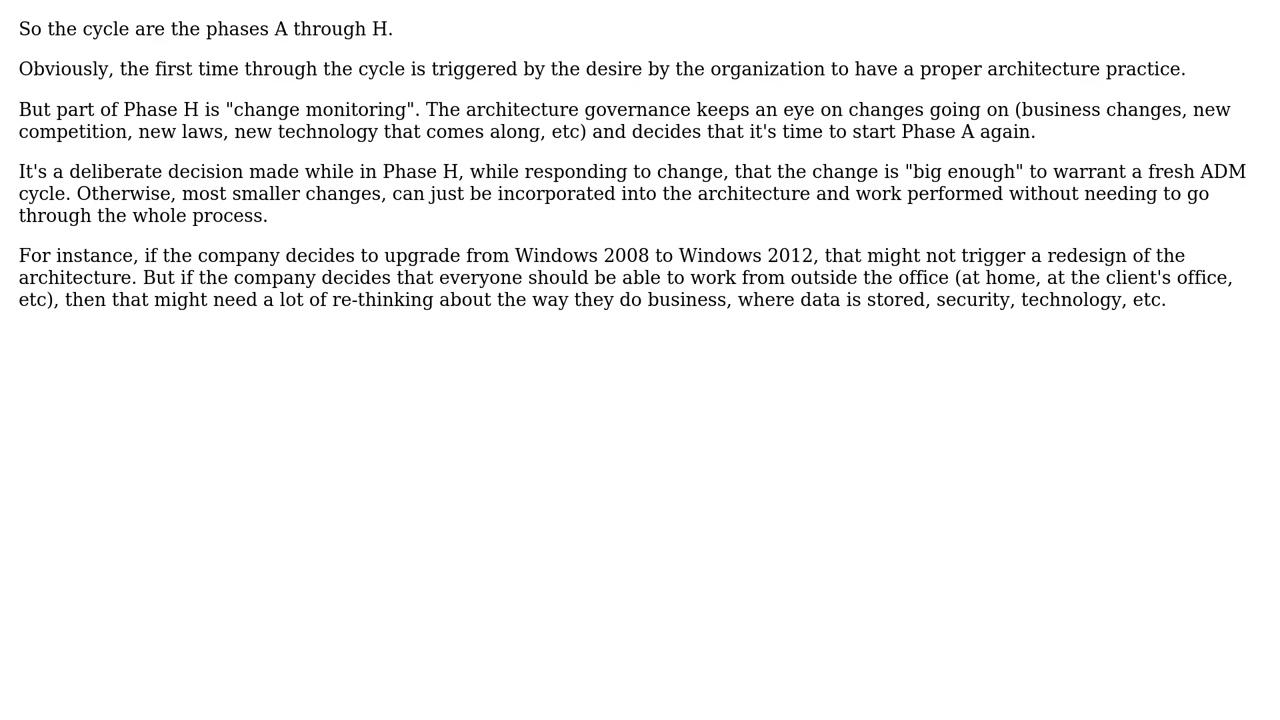 So the cycle are the phases A through H.
Obviously, the first time through the cycle is triggered by the desire by the organization to have a proper architecture practice.
But part of Phase H is "change monitoring". The architecture governance keeps an eye on changes going on (business changes, new
competition, new laws, new technology that comes along, etc) and decides that it's time to start Phase A again.
It's a deliberate decision made while in Phase H, while responding to change, that the change is "big enough" to warrant a fresh ADM
cycle. Otherwise, most smaller changes, can just be incorporated into the architecture and work performed without needing to go
through the whole process.
For instance, if the company decides to upgrade from Windows 2008 to Windows 2012, that might not trigger a redesign of the
architecture. But if the company decides that everyone should be able to work from outside the office (at home, at the client's office,
etc), then that might need a lot of re-thinking about the way they do business, where data is stored, security, technology, etc.